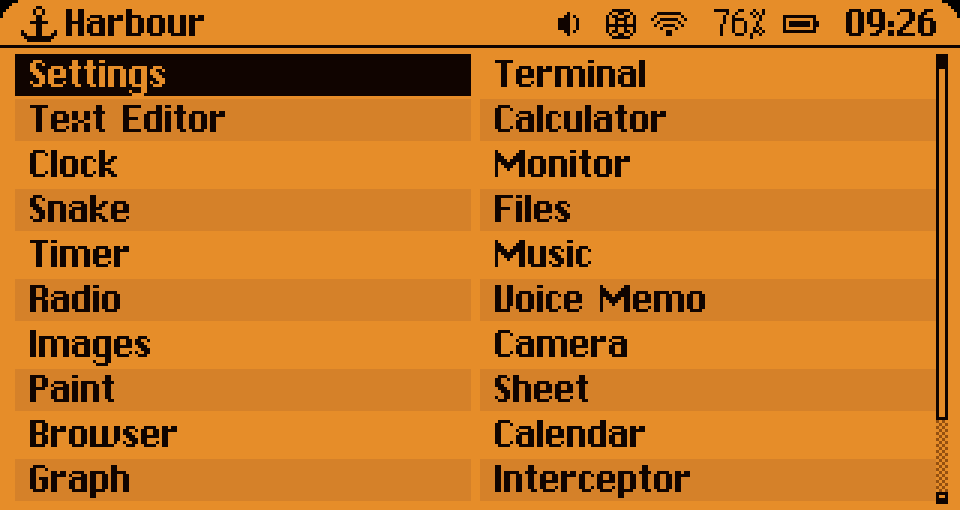 Harbour 76% 09:26
Settings Terminal
Text Editor Calculator
Clock Monitor
Snake Files
Timer Music
Radio Voice Memo
Images Camera
Paint Sheet
Browser Calendar
Graph Interceptor